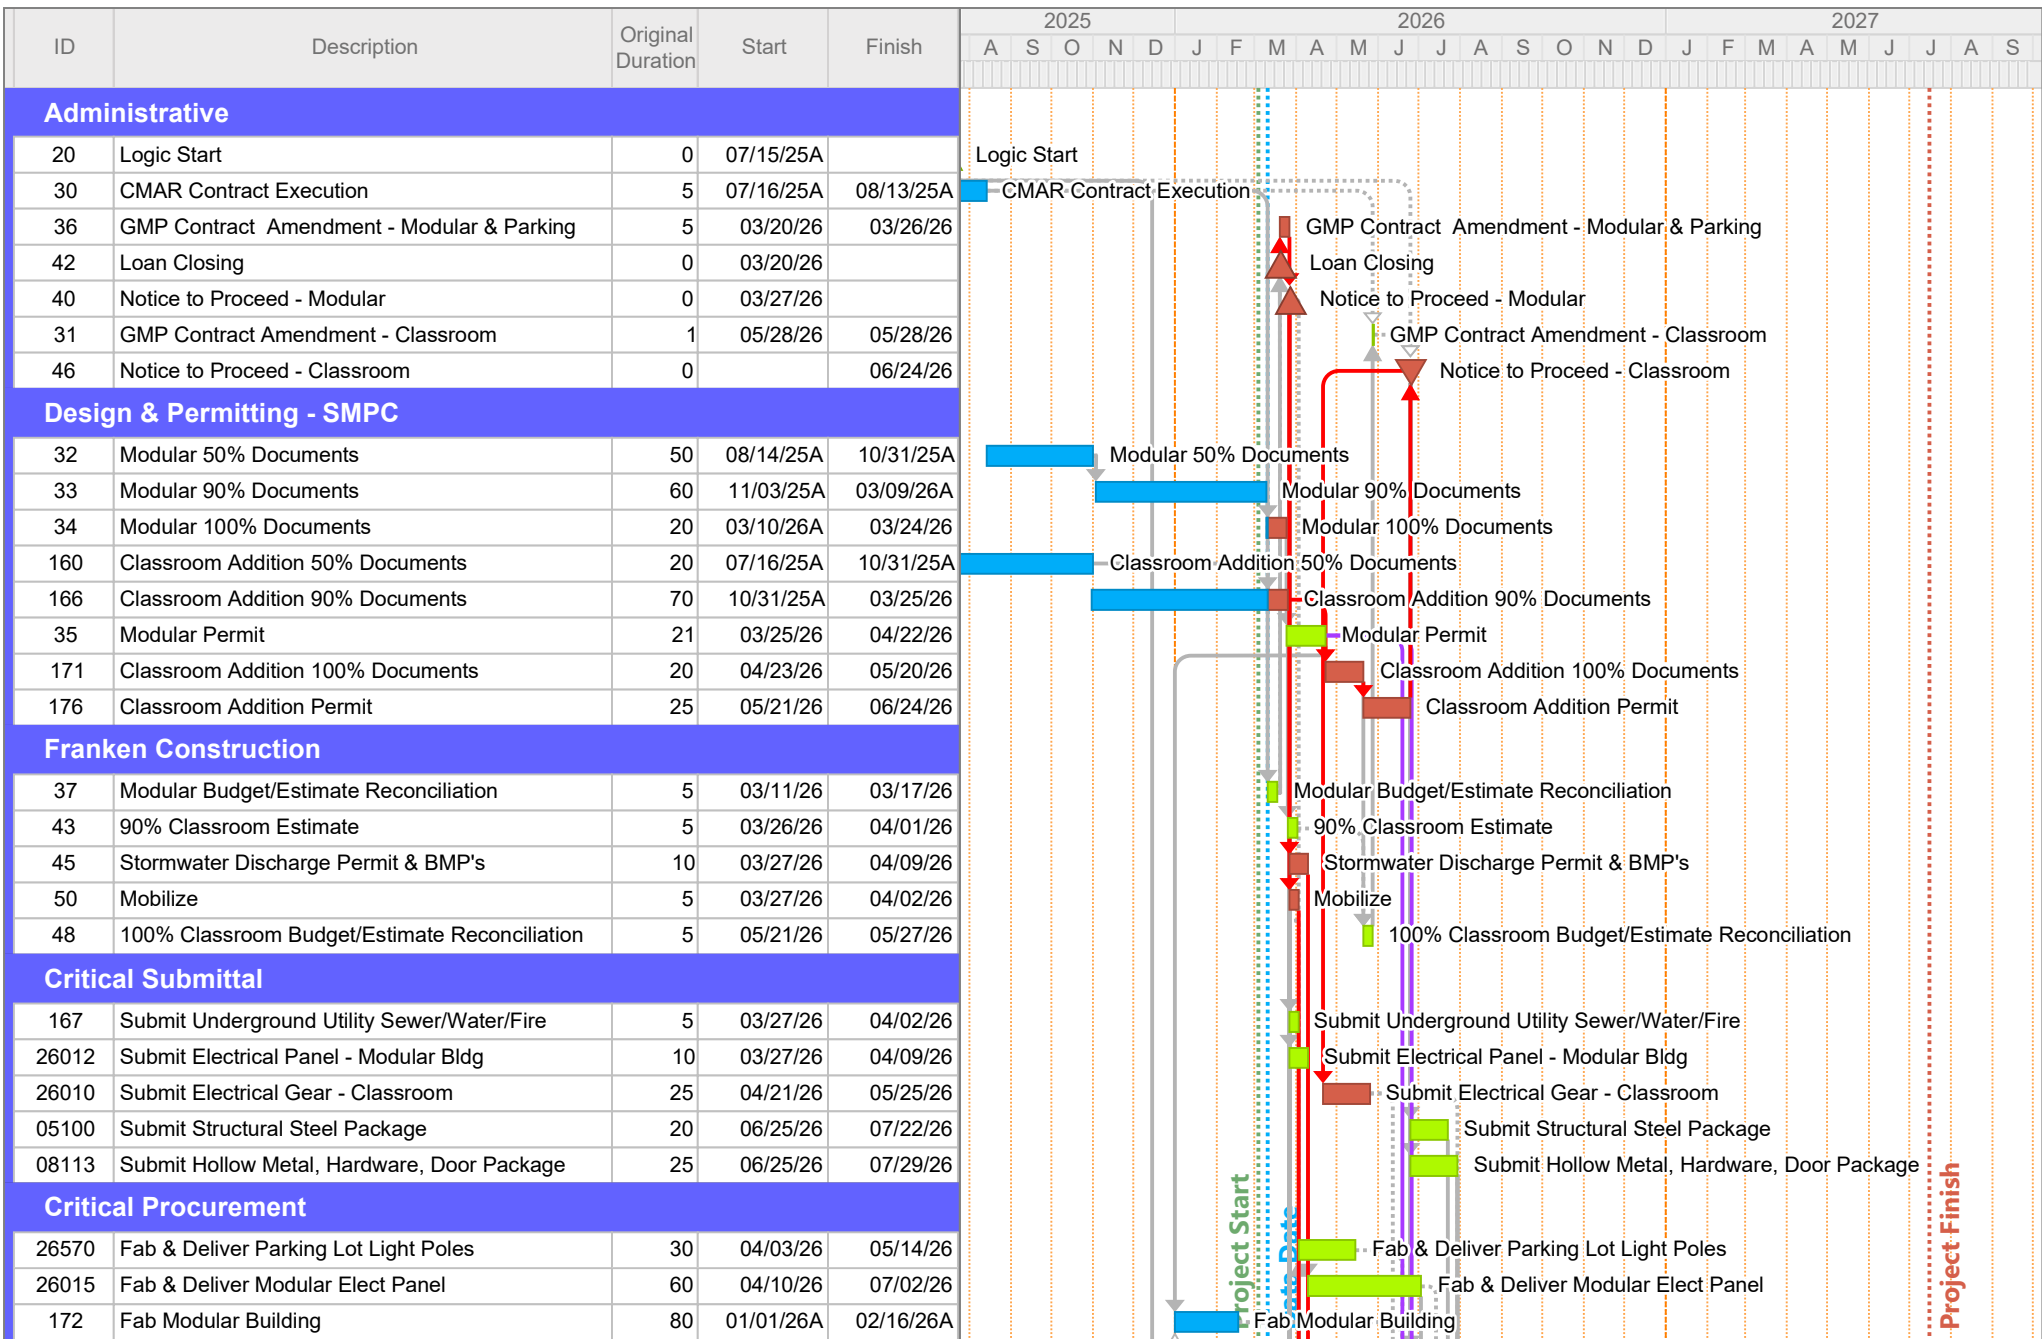 2025 2026 2027
ID Description Original Duration Start Finish A S O N D J F M A M J J A S O N D J F M A M J J A S
Administrative
20 Logic Start 0 07/15/25A Logic Start
30 CMAR Contract Execution 5 07/16/25A 08/13/25A CMAR Contract Execution
36 GMP Contract  Amendment - Modular & Parking 5 03/20/26 03/26/26 GMP Contract  Amendment - Modular & Parking
42 Loan Closing 0 03/20/26 Loan Closing
40 Notice to Proceed - Modular 0 03/27/26 Notice to Proceed - Modular
31 GMP Contract Amendment - Classroom 1 05/28/26 05/28/26 GMP Contract Amendment - Classroom
46 Notice to Proceed - Classroom 0 06/24/26 Notice to Proceed - Classroom
Design & Permitting - SMPC
32 Modular 50% Documents 50 08/14/25A 10/31/25A Modular 50% Documents
33 Modular 90% Documents 60 11/03/25A 03/09/26A Modular 90% Documents
34 Modular 100% Documents 20 03/10/26A 03/24/26 Modular 100% Documents
160 Classroom Addition 50% Documents 20 07/16/25A 10/31/25A Classroom Addition 50% Documents
166 Classroom Addition 90% Documents 70 10/31/25A 03/25/26 Classroom Addition 90% Documents
35 Modular Permit 21 03/25/26 04/22/26 Modular Permit
171 Classroom Addition 100% Documents 20 04/23/26 05/20/26 Classroom Addition 100% Documents
176 Classroom Addition Permit 25 05/21/26 06/24/26 Classroom Addition Permit
Franken Construction
37 Modular Budget/Estimate Reconciliation 5 03/11/26 03/17/26 Modular Budget/Estimate Reconciliation
43 90% Classroom Estimate 5 03/26/26 04/01/26 90% Classroom Estimate
45 Stormwater Discharge Permit & BMP's 10 03/27/26 04/09/26 Stormwater Discharge Permit & BMP's
50 Mobilize 5 03/27/26 04/02/26 Mobilize
48 100% Classroom Budget/Estimate Reconciliation 5 05/21/26 05/27/26 100% Classroom Budget/Estimate Reconciliation
Critical Submittal
167 Submit Underground Utility Sewer/Water/Fire 5 03/27/26 04/02/26 Submit Underground Utility Sewer/Water/Fire
26012 Submit Electrical Panel - Modular Bldg 10 03/27/26 04/09/26 Submit Electrical Panel - Modular Bldg
26010 Submit Electrical Gear - Classroom 25 04/21/26 05/25/26 Submit Electrical Gear - Classroom
05100 Submit Structural Steel Package 20 06/25/26 07/22/26 Submit Structural Steel Package
08113 Submit Hollow Metal, Hardware, Door Package 25 06/25/26 07/29/26 Submit Hollow Metal, Hardware, Door Package
Critical Procurement
26570 Fab & Deliver Parking Lot Light Poles 30 04/03/26 05/14/26 Fab & Deliver Parking Lot Light Poles
26015 Fab & Deliver Modular Elect Panel 60 04/10/26 07/02/26 Fab & Deliver Modular Elect Panel
172 Fab Modular Building 80 01/01/26A 02/16/26A Fab Modular Building
Project Start
Project Finish